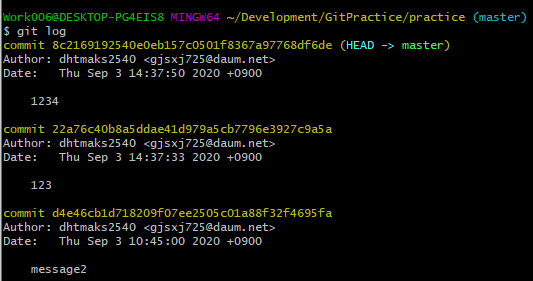 Work006@DESKTOP-PG4EIS8 MINGW64 ~/Development/GitPractice/practice (master)
$ git log
commit 8c2169192540e0eb157c0501f8367a97768df6de (HEAD -> master)
Author: dhtmaks2540 <gjsxj725@daum.net>
Date:   Thu Sep 3 14:37:50 2020 +0900
    1234
commit 22a76c40b8a5ddae41d979a5cb7796e3927c9a5a
Author: dhtmaks2540 <gjsxj725@daum.net>
Date:   Thu Sep 3 14:37:33 2020 +0900
    123
commit d4e46cb1d718209f07ee2505c01a88f32f4695fa
Author: dhtmaks2540 <gjsxj725@daum.net>
Date:   Thu Sep 3 10:45:00 2020 +0900
    message2